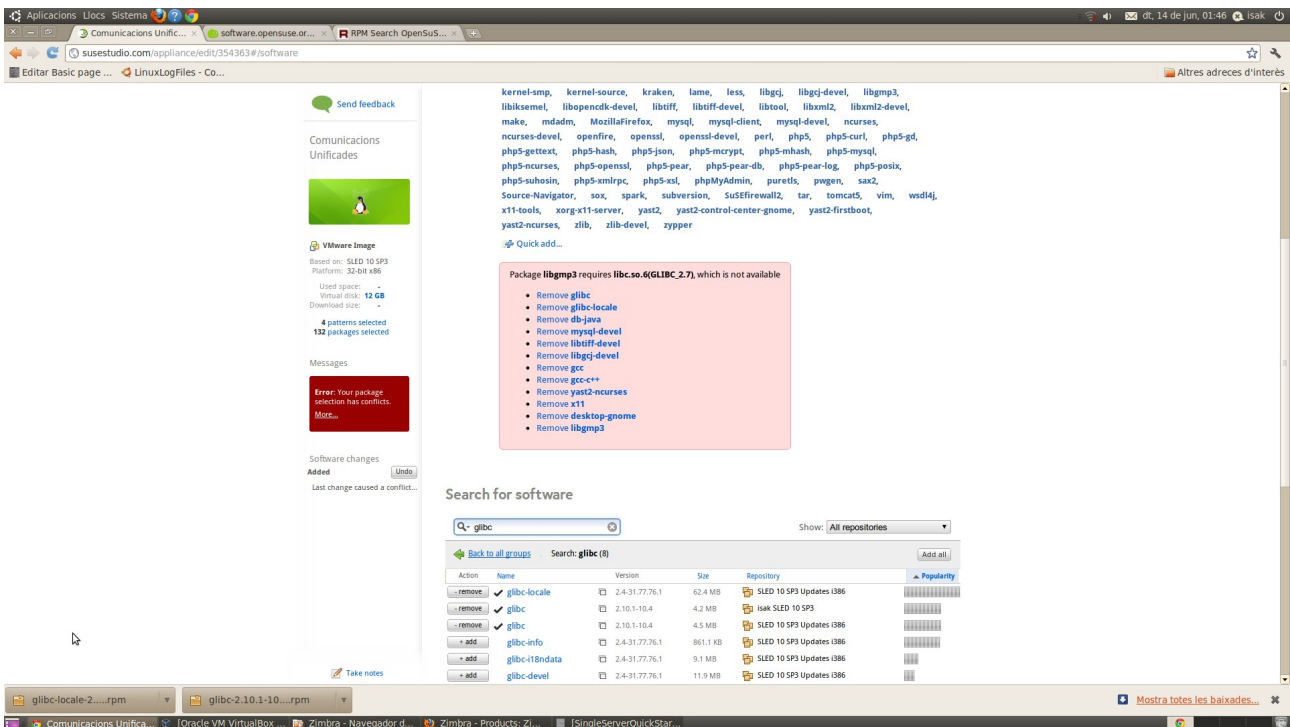 Aplicacions Llocs Sistema
dt, 14 de jun, 01:46 isak
Comunicacions Unific... software.opensuse.or... RPM Search OpenSuS...
susestudio.com/appliance/edit/354363#/software
Editar Basic page ... LinuxLogFiles - Co... Altres adreces d'interès
Send feedback
Comunicacions
Unificades
VMware Image
Based on: SLED 10 SP3
Platform: 32-bit x86
Used space: -
Virtual disk: 12 GB
Download size: -
4 patterns selected
132 packages selected
Messages
Error: Your package
selection has conflicts.
More...
Software changes
Added Undo
Last change caused a conflict...
Take notes
kernel-smp, kernel-source, kraken, lame, less, libgcj, libgcj-devel, libgmp3,
libiksemel, libopencdk-devel, libtiff, libtiff-devel, libtool, libxml2, libxml2-devel,
make, mdadm, MozillaFirefox, mysql, mysql-client, mysql-devel, ncurses,
ncurses-devel, openfire, openssl, openssl-devel, perl, php5, php5-curl, php5-gd,
php5-gettext, php5-hash, php5-json, php5-mcrypt, php5-mhash, php5-mysql,
php5-ncurses, php5-openssl, php5-pear, php5-pear-db, php5-pear-log, php5-posix,
php5-suhosin, php5-xmlrpc, php5-xsl, phpMyAdmin, puretls, pwgen, sax2,
Source-Navigator, sox, spark, subversion, SuSEfirewall2, tar, tomcat5, vim, wsdl4j,
x11-tools, xorg-x11-server, yast2, yast2-control-center-gnome, yast2-firstboot,
yast2-ncurses, zlib, zlib-devel, zypper
Quick add...
Package libgmp3 requires libc.so.6(GLIBC_2.7), which is not available
Remove glibc
Remove glibc-locale
Remove db-java
Remove mysql-devel
Remove libtiff-devel
Remove libgcj-devel
Remove gcc
Remove gcc-c++
Remove yast2-ncurses
Remove x11
Remove desktop-gnome
Remove libgmp3
Search for software
glibc Show: All repositories
Back to all groups Search: glibc (8) Add all
Action Name Version Size Repository Popularity
- remove glibc-locale 2.4-31.77.76.1 62.4 MB SLED 10 SP3 Updates i386
- remove glibc 2.10.1-10.4 4.2 MB isak SLED 10 SP3
- remove glibc 2.10.1-10.4 4.5 MB SLED 10 SP3 Updates i386
+ add glibc-info 2.4-31.77.76.1 861.1 KB SLED 10 SP3 Updates i386
+ add glibc-i18ndata 2.4-31.77.76.1 9.1 MB SLED 10 SP3 Updates i386
+ add glibc-devel 2.4-31.77.76.1 11.9 MB SLED 10 SP3 Updates i386
glibc-locale-2.....rpm glibc-2.10.1-10....rpm Mostra totes les baixades...
Comunicacions Unifica... [Oracle VM VirtualBox ... Zimbra - Navegador d... Zimbra - Products: Zi... [SingleServerQuickStar...